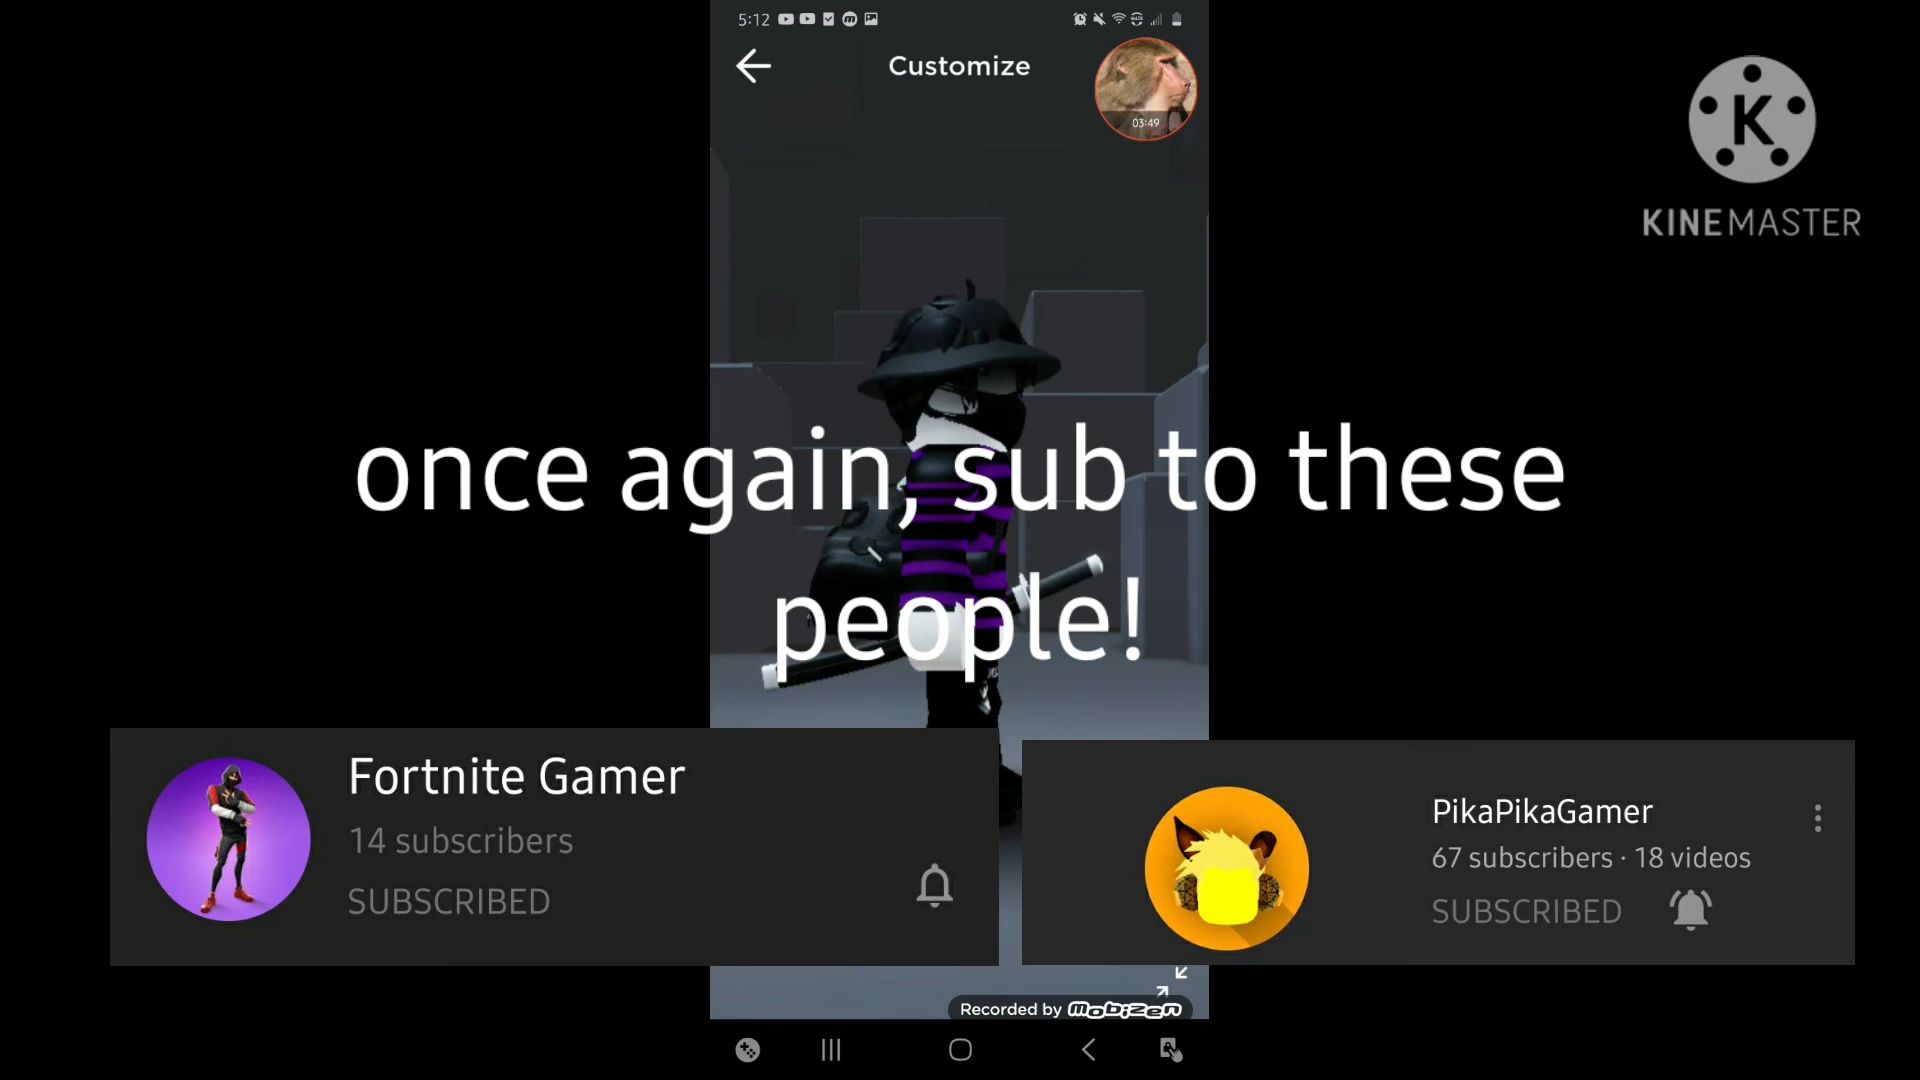 5:12
Customize
03:49
K
KINEMASTER
once again, sub to these
people!
Fortnite Gamer
14 subscribers
SUBSCRIBED
PikaPikaGamer
67 subscribers · 18 videos
SUBSCRIBED
Recorded by mobizen